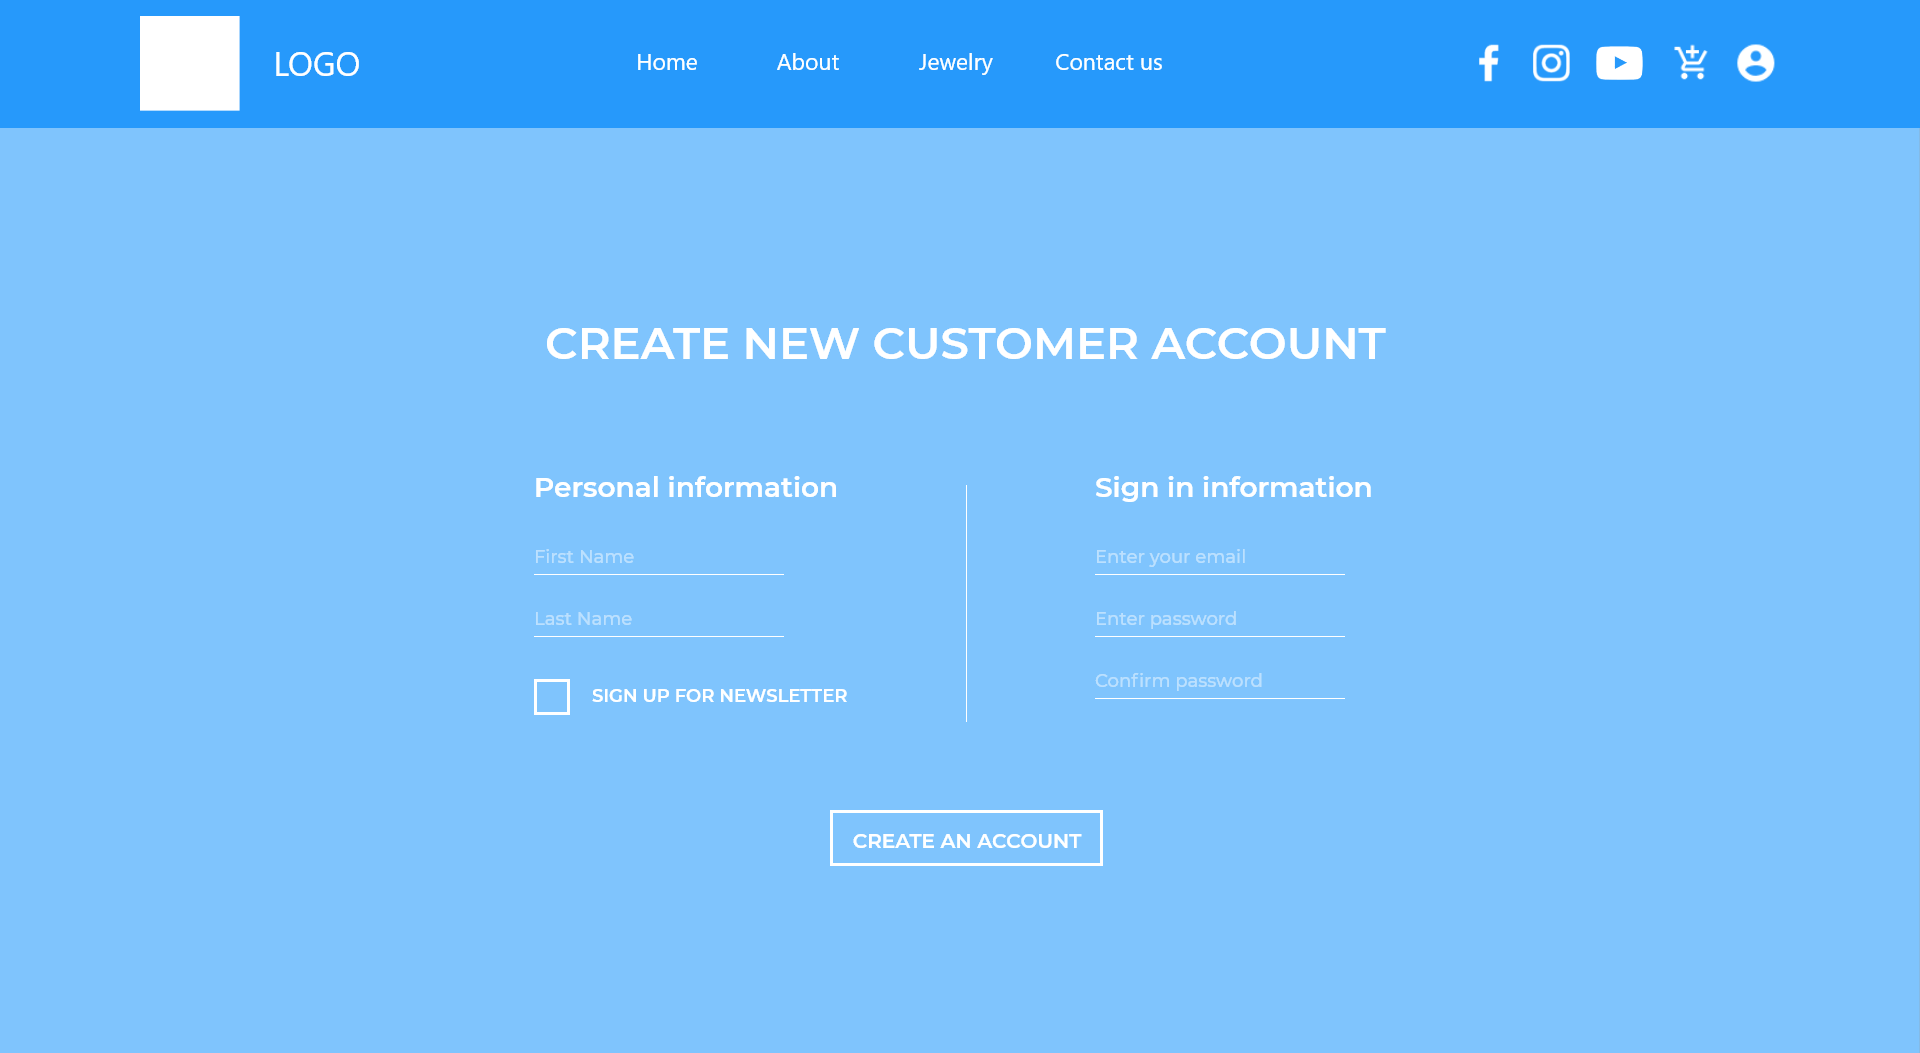 LOGO
Home
About
Jewelry
Contact us
CREATE NEW CUSTOMER ACCOUNT
Personal information
First Name
Last Name
SIGN UP FOR NEWSLETTER
Sign in information
Enter your email
Enter password
Confirm password
CREATE AN ACCOUNT